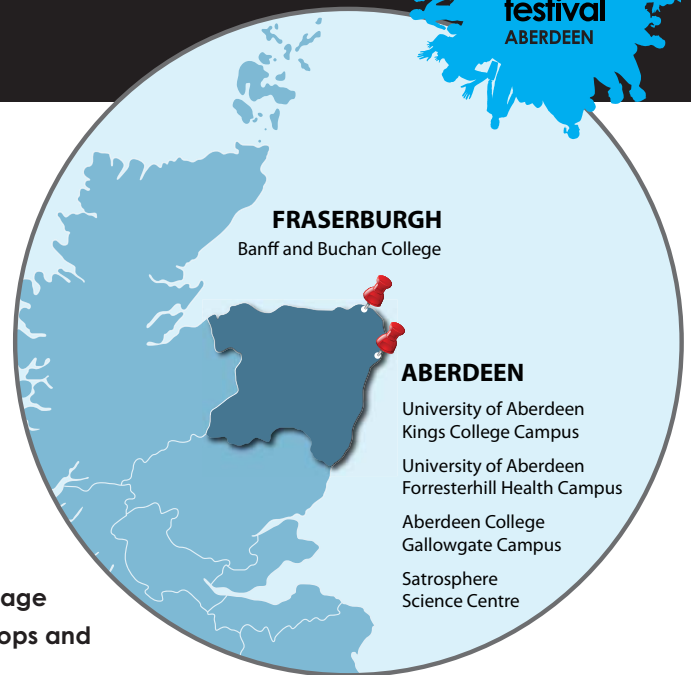 festival
ABERDEEN
FRASERBURGH
Banff and Buchan College
ABERDEEN
University of Aberdeen
Kings College Campus
University of Aberdeen
Forresterhill Health Campus
Aberdeen College
Gallowgate Campus
Satrosphere
Science Centre
age
ops and